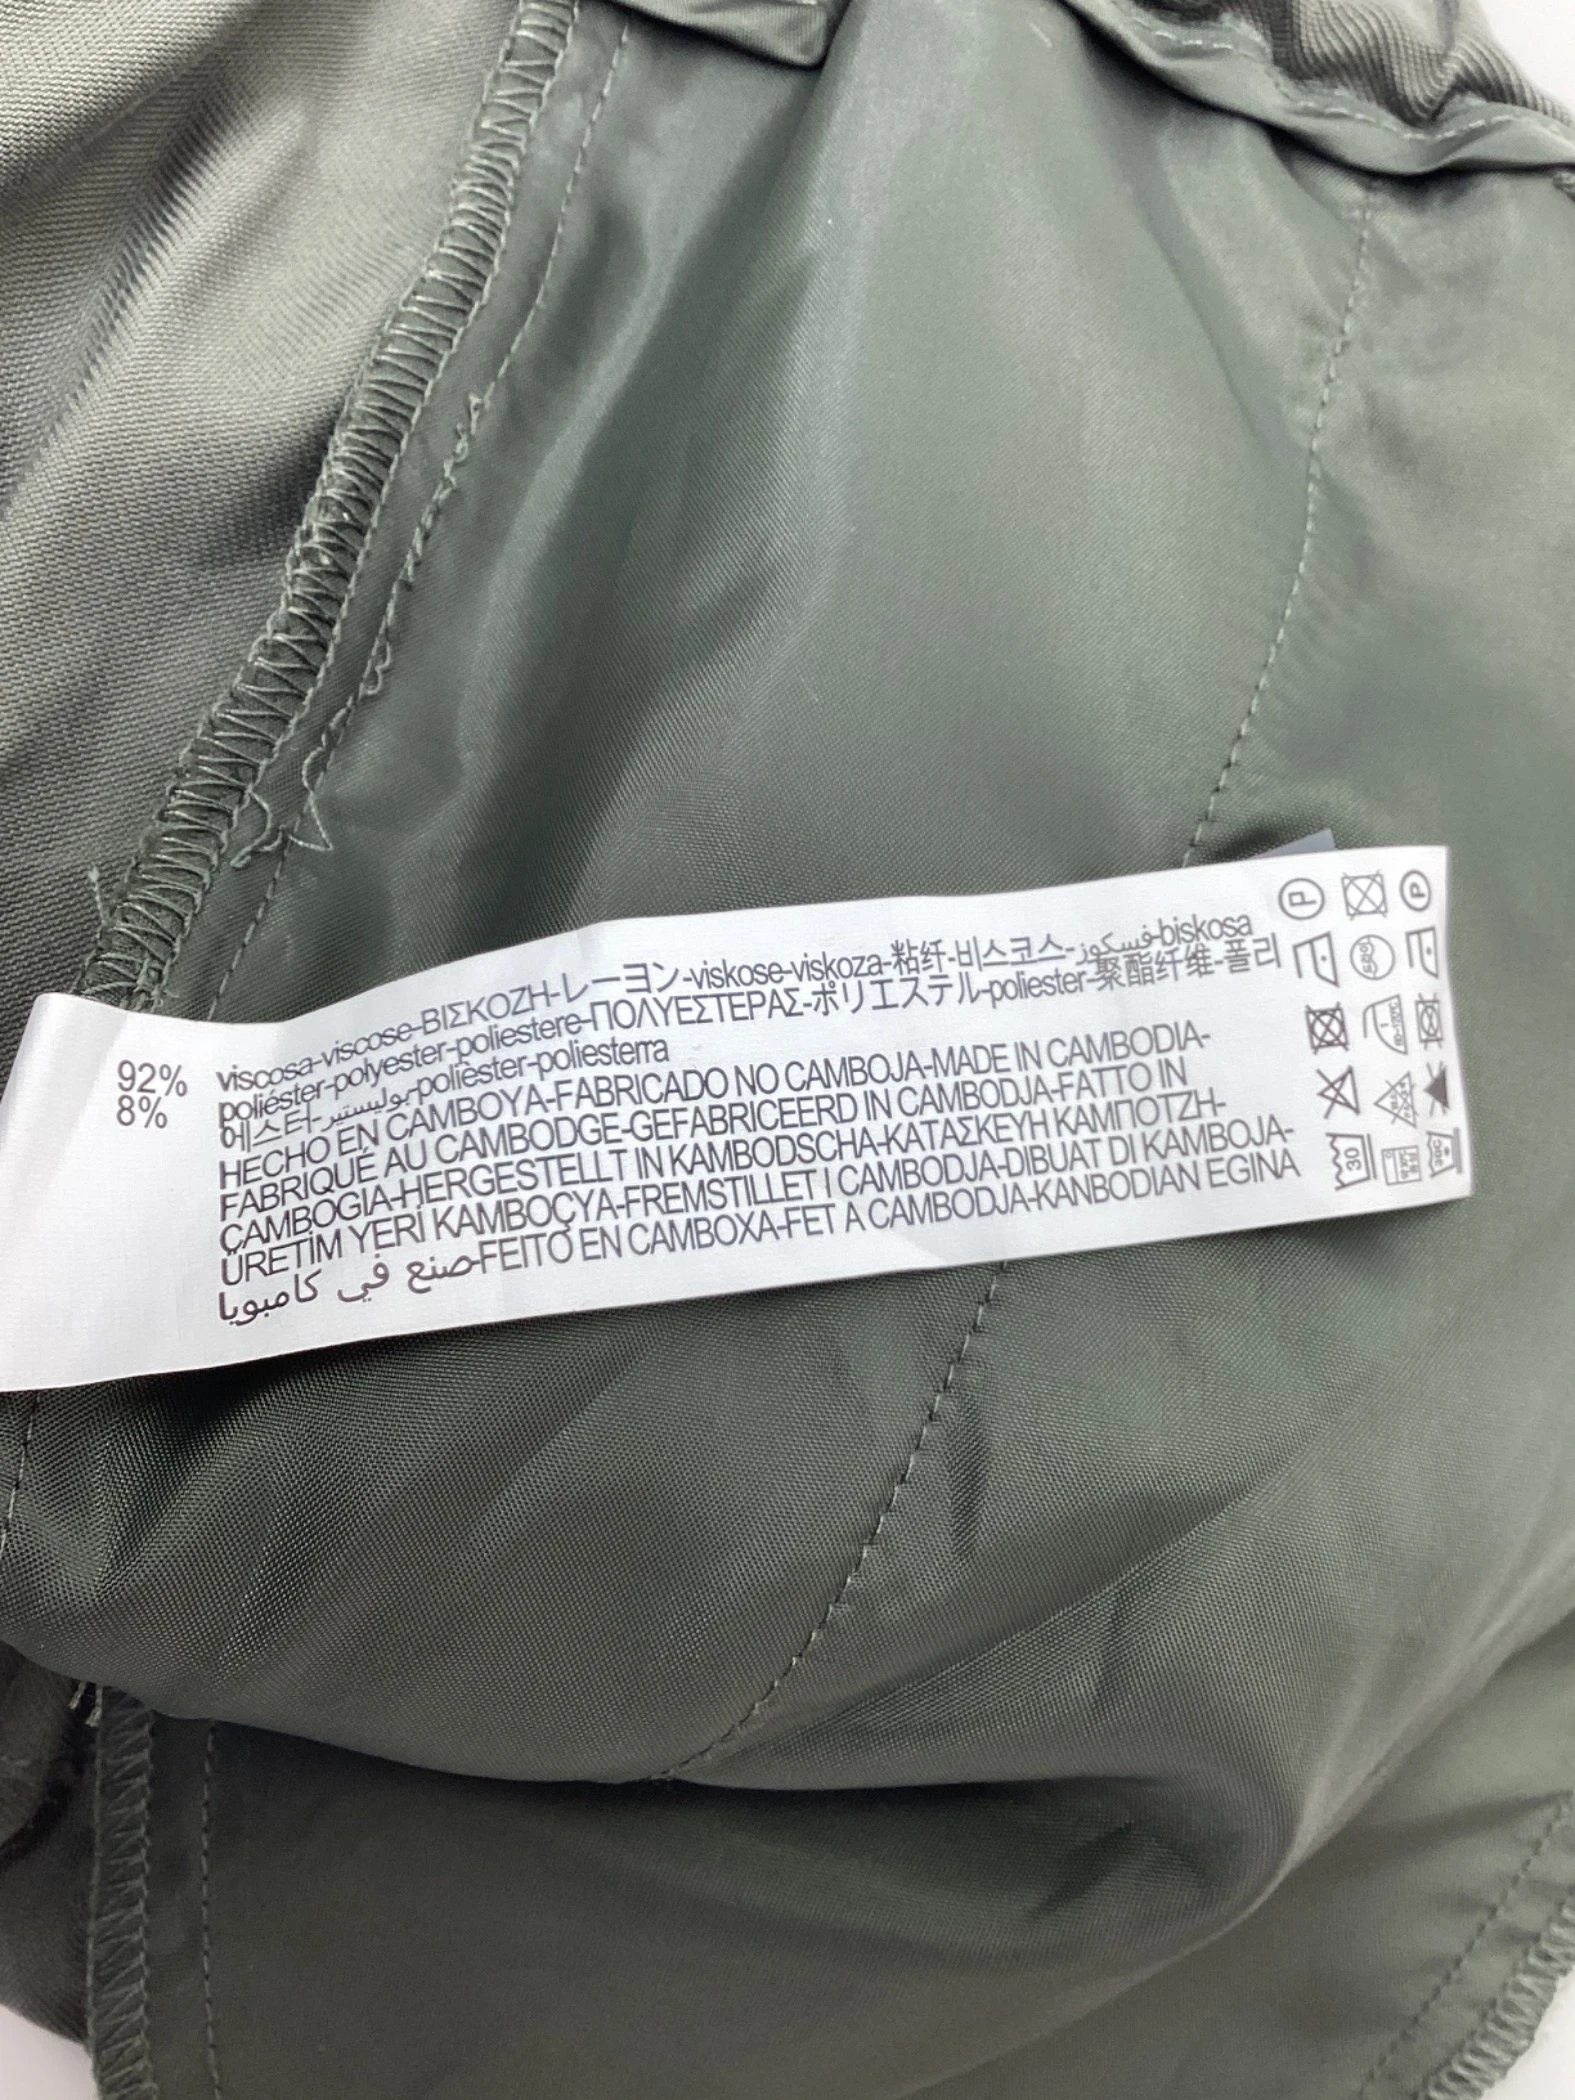 92% viscosa-viscose-ΒΙΣΚΟΖΗ-レーヨン-viskose-viskoza-粘纤-비스코스-فسكوز-biskosa
8% poliéster-polyester-poliestere-ΠΟΛΥΕΣΤΕΡΑΣ-ポリエステル-poliester-聚酯纤维-폴리
에스터-بوليستير-poliéster-poliesterra
HECHO EN CAMBOYA-FABRICADO NO CAMBOJA-MADE IN CAMBODIA-
FABRIQUÉ AU CAMBODGE-GEFABRICEERD IN CAMBODJA-FATTO IN
CAMBOGIA-HERGESTELLT IN KAMBODSCHA-ΚΑΤΑΣΚΕΥΗ ΚΑΜΠΟΤΖΗ-
ÜRETİM YERİ KAMBOÇYA-FREMSTILLET I CAMBODJA-DIBUAT DI KAMBOJA-
صنع في كامبويا-FEITO EN CAMBOXA-FET A CAMBODJA-KANBODIAN EGINA
P
P
30